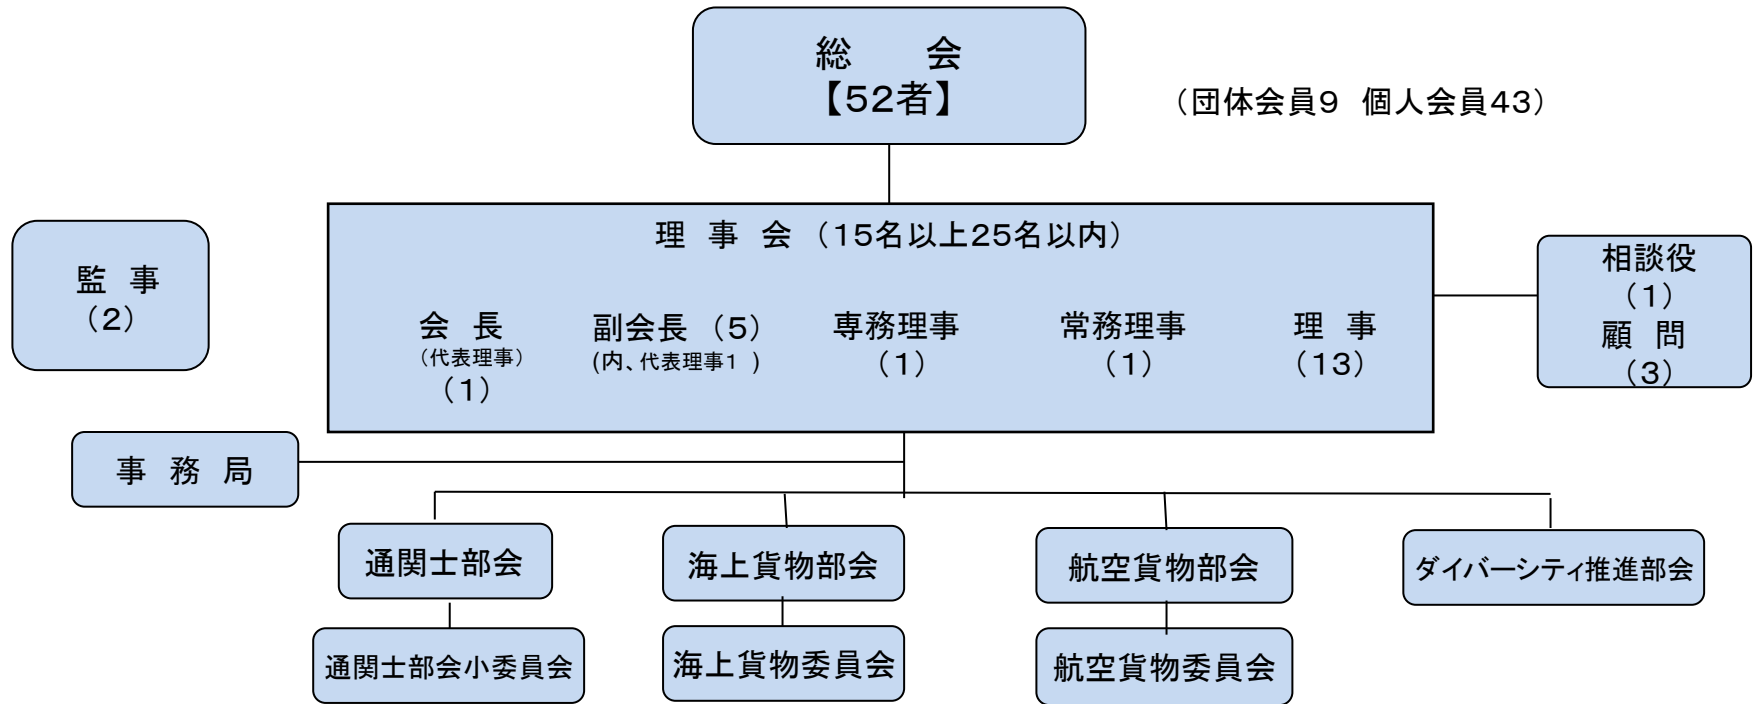 総　　会
【52者】
（団体会員9　個人会員43）
理　事　会　（15名以上25名以内）
監　事
（2）
会　長
（代表理事）
（1）
副会長　（5）
(内、代表理事1 )
専務理事
（1）
常務理事
（1）
理　事
（13）
相談役
（1）
顧　問
（3）
事　務　局
通関士部会
海上貨物部会
航空貨物部会
ダイバーシティ推進部会
通関士部会小委員会
海上貨物委員会
航空貨物委員会